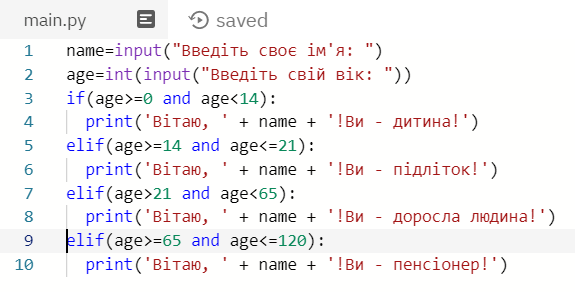 main.py saved
1 name=input("Введіть своє ім'я: ")
2 age=int(input("Введіть свій вік: "))
3 if(age>=0 and age<14):
4 print('Вітаю, ' + name + '!Ви - дитина!')
5 elif(age>=14 and age<=21):
6 print('Вітаю, ' + name + '!Ви - підліток!')
7 elif(age>21 and age<65):
8 print('Вітаю, ' + name + '!Ви - доросла людина!')
9 elif(age>=65 and age<=120):
10 print('Вітаю, ' + name + '!Ви - пенсіонер!')